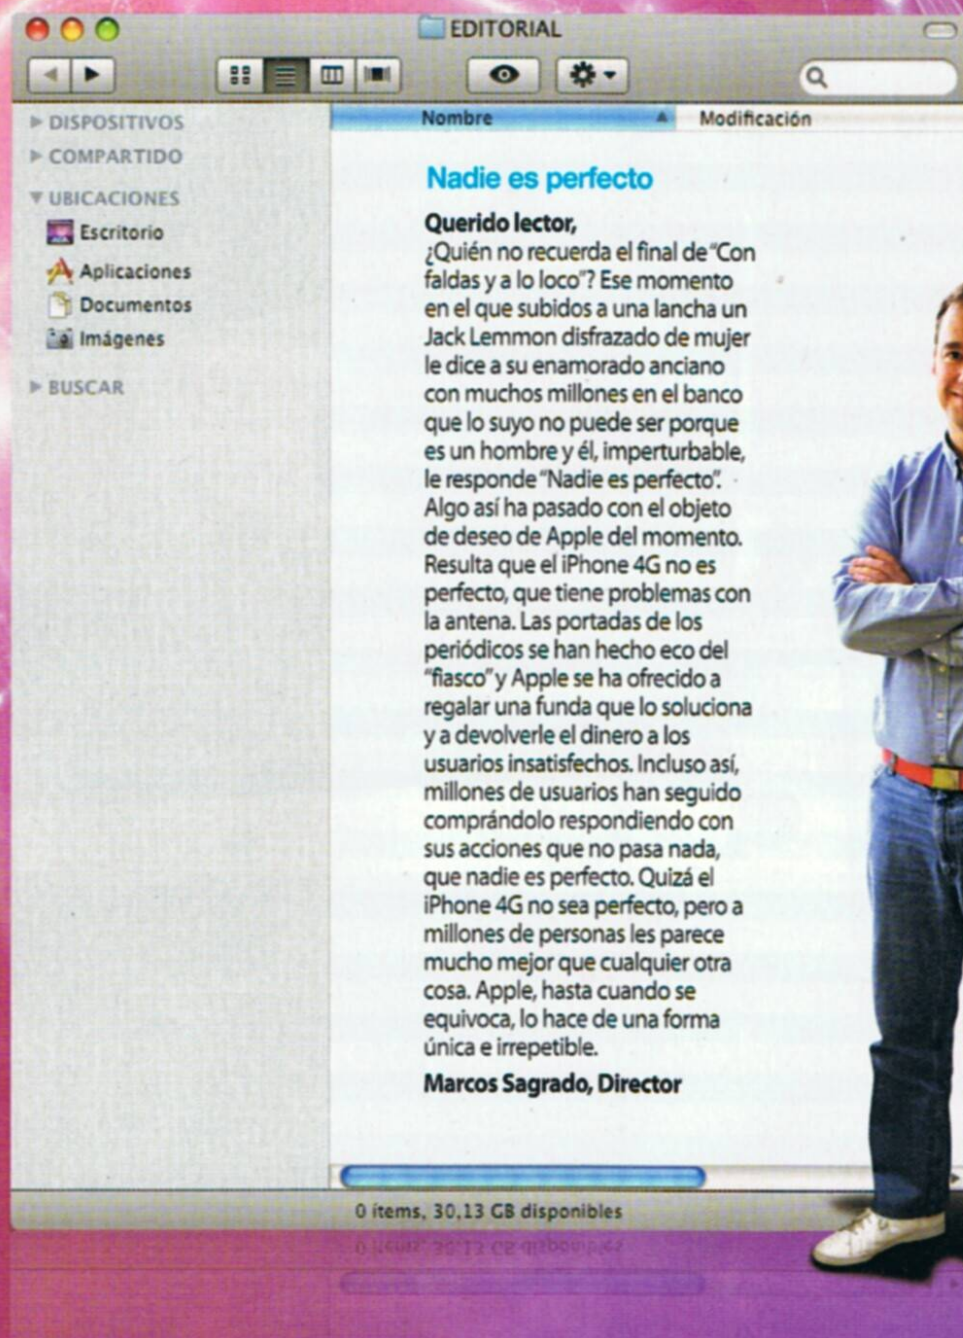 EDITORIAL
DISPOSITIVOS
COMPARTIDO
UBICACIONES
Escritorio
Aplicaciones
Documentos
Imágenes
BUSCAR
Nombre
Modificación
Nadie es perfecto
Querido lector,
¿Quién no recuerda el final de "Con
faldas y a lo loco"? Ese momento
en el que subidos a una lancha un
Jack Lemmon disfrazado de mujer
le dice a su enamorado anciano
con muchos millones en el banco
que lo suyo no puede ser porque
es un hombre y él, imperturbable,
le responde "Nadie es perfecto".
Algo así ha pasado con el objeto
de deseo de Apple del momento.
Resulta que el iPhone 4G no es
perfecto, que tiene problemas con
la antena. Las portadas de los
periódicos se han hecho eco del
"fiasco" y Apple se ha ofrecido a
regalar una funda que lo soluciona
y a devolverle el dinero a los
usuarios insatisfechos. Incluso así,
millones de usuarios han seguido
comprándolo respondiendo con
sus acciones que no pasa nada,
que nadie es perfecto. Quizá el
iPhone 4G no sea perfecto, pero a
millones de personas les parece
mucho mejor que cualquier otra
cosa. Apple, hasta cuando se
equivoca, lo hace de una forma
única e irrepetible.
Marcos Sagrado, Director
0 ítems, 30,13 GB disponibles